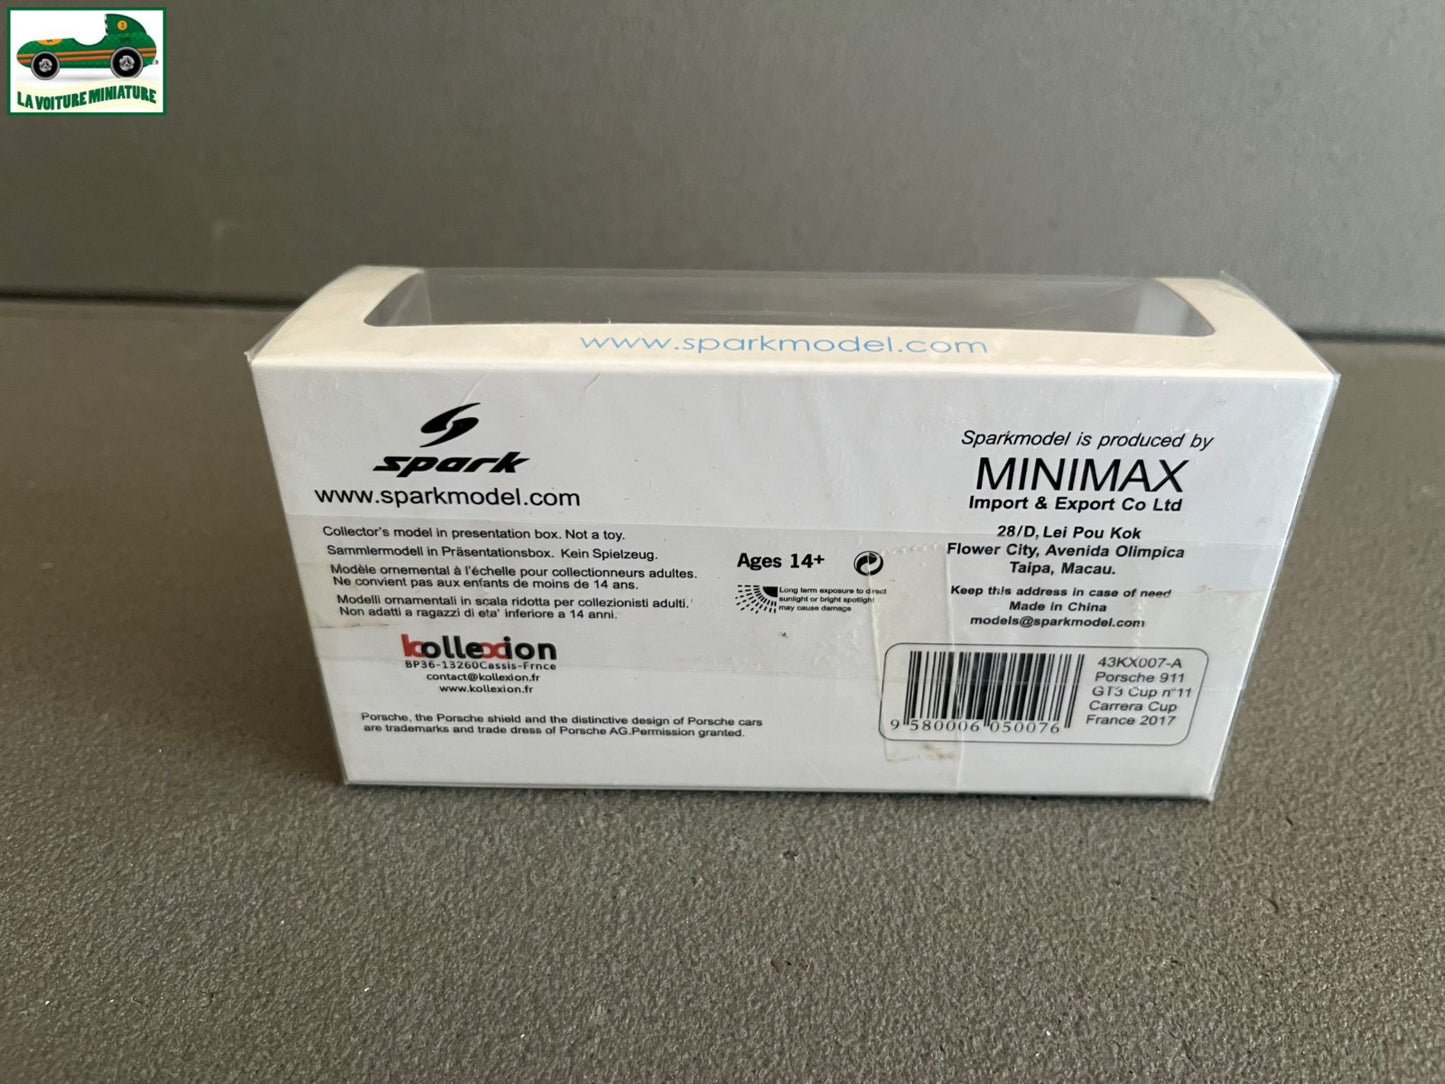 LA VOITURE MINIATURE
www.sparkmodel.com
spark
www.sparkmodel.com
Collector's model in presentation box. Not a toy.
Sammlermodell in Präsentationsbox. Kein Spielzeug.
Modèle ornemental à l'échelle pour collectionneurs adultes.
Ne convient pas aux enfants de moins de 14 ans.
Modelli ornamentali in scala ridotta per collezionisti adulti.
Non adatti a ragazzi di eta' inferiore a 14 anni.
kollexion
BP36-13260Cassis-Frnce
contact@kollexion.fr
www.kollexion.fr
Porsche, the Porsche shield and the distinctive design of Porsche cars
are trademarks and trade dress of Porsche AG.Permission granted.
Ages 14+
Long term exposure to direct
sunlight or bright spotlight
may cause damage
Sparkmodel is produced by
MINIMAX
Import & Export Co Ltd
28/D, Lei Pou Kok
Flower City, Avenida Olimpica
Taipa, Macau.
Keep this address in case of need
Made in China
models@sparkmodel.com
9 580006 050076
43KX007-A
Porsche 911
GT3 Cup n°11
Carrera Cup
France 2017